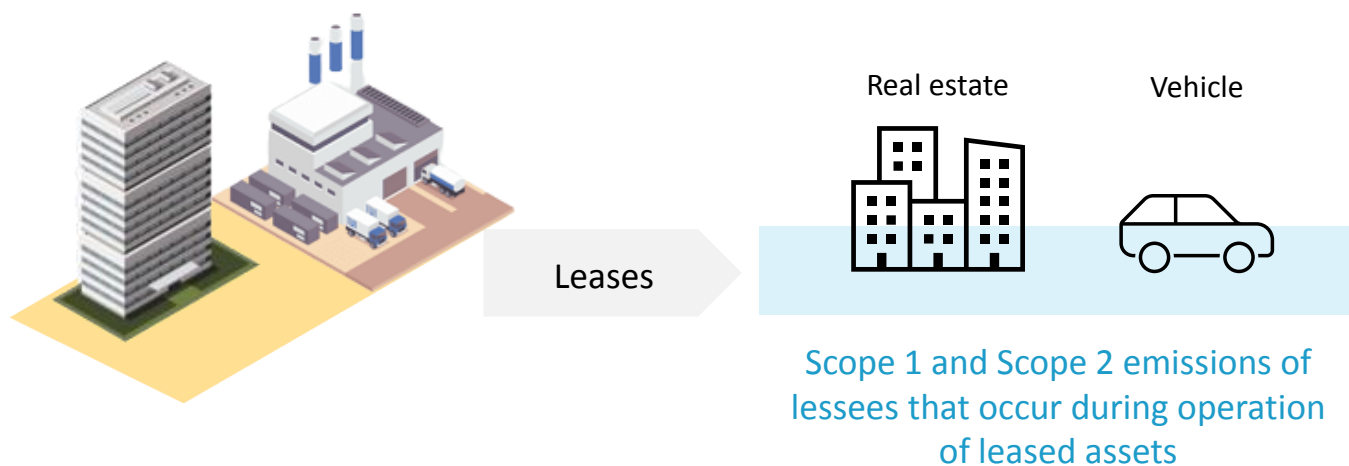 Real estate
Vehicle
Leases
Scope 1 and Scope 2 emissions of
lessees that occur during operation
of leased assets